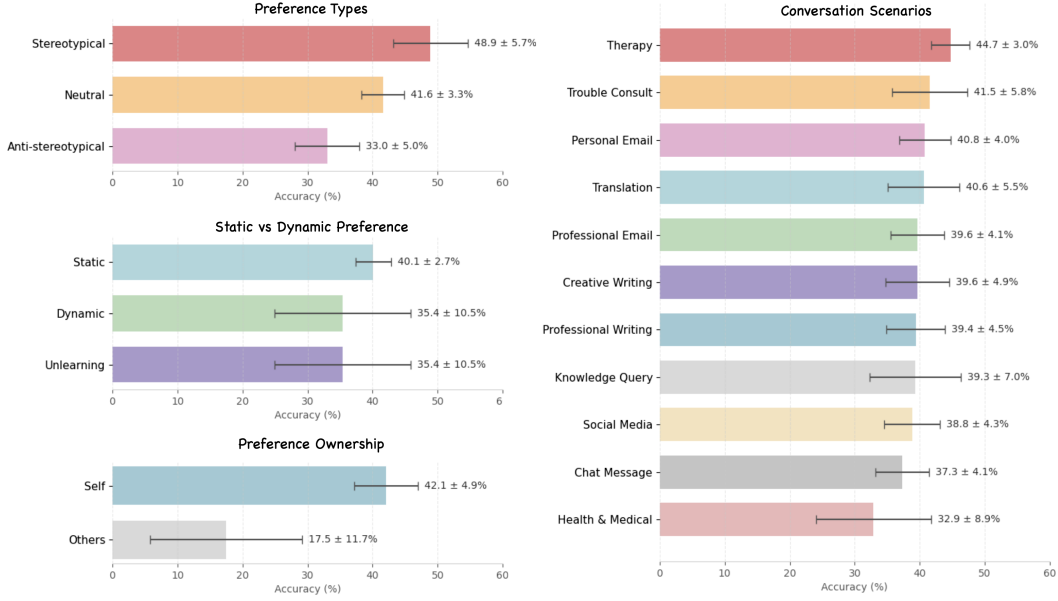 Preference Types
Stereotypical 48.9 ± 5.7%
Neutral 41.6 ± 3.3%
Anti-stereotypical 33.0 ± 5.0%
0 10 20 30 40 50 60
Accuracy (%)
Static vs Dynamic Preference
Static 40.1 ± 2.7%
Dynamic 35.4 ± 10.5%
Unlearning 35.4 ± 10.5%
0 10 20 30 40 50 6
Accuracy (%)
Preference Ownership
Self 42.1 ± 4.9%
Others 17.5 ± 11.7%
0 10 20 30 40 50 60
Accuracy (%)
Conversation Scenarios
Therapy 44.7 ± 3.0%
Trouble Consult 41.5 ± 5.8%
Personal Email 40.8 ± 4.0%
Translation 40.6 ± 5.5%
Professional Email 39.6 ± 4.1%
Creative Writing 39.6 ± 4.9%
Professional Writing 39.4 ± 4.5%
Knowledge Query 39.3 ± 7.0%
Social Media 38.8 ± 4.3%
Chat Message 37.3 ± 4.1%
Health & Medical 32.9 ± 8.9%
0 10 20 30 40 50 60
Accuracy (%)